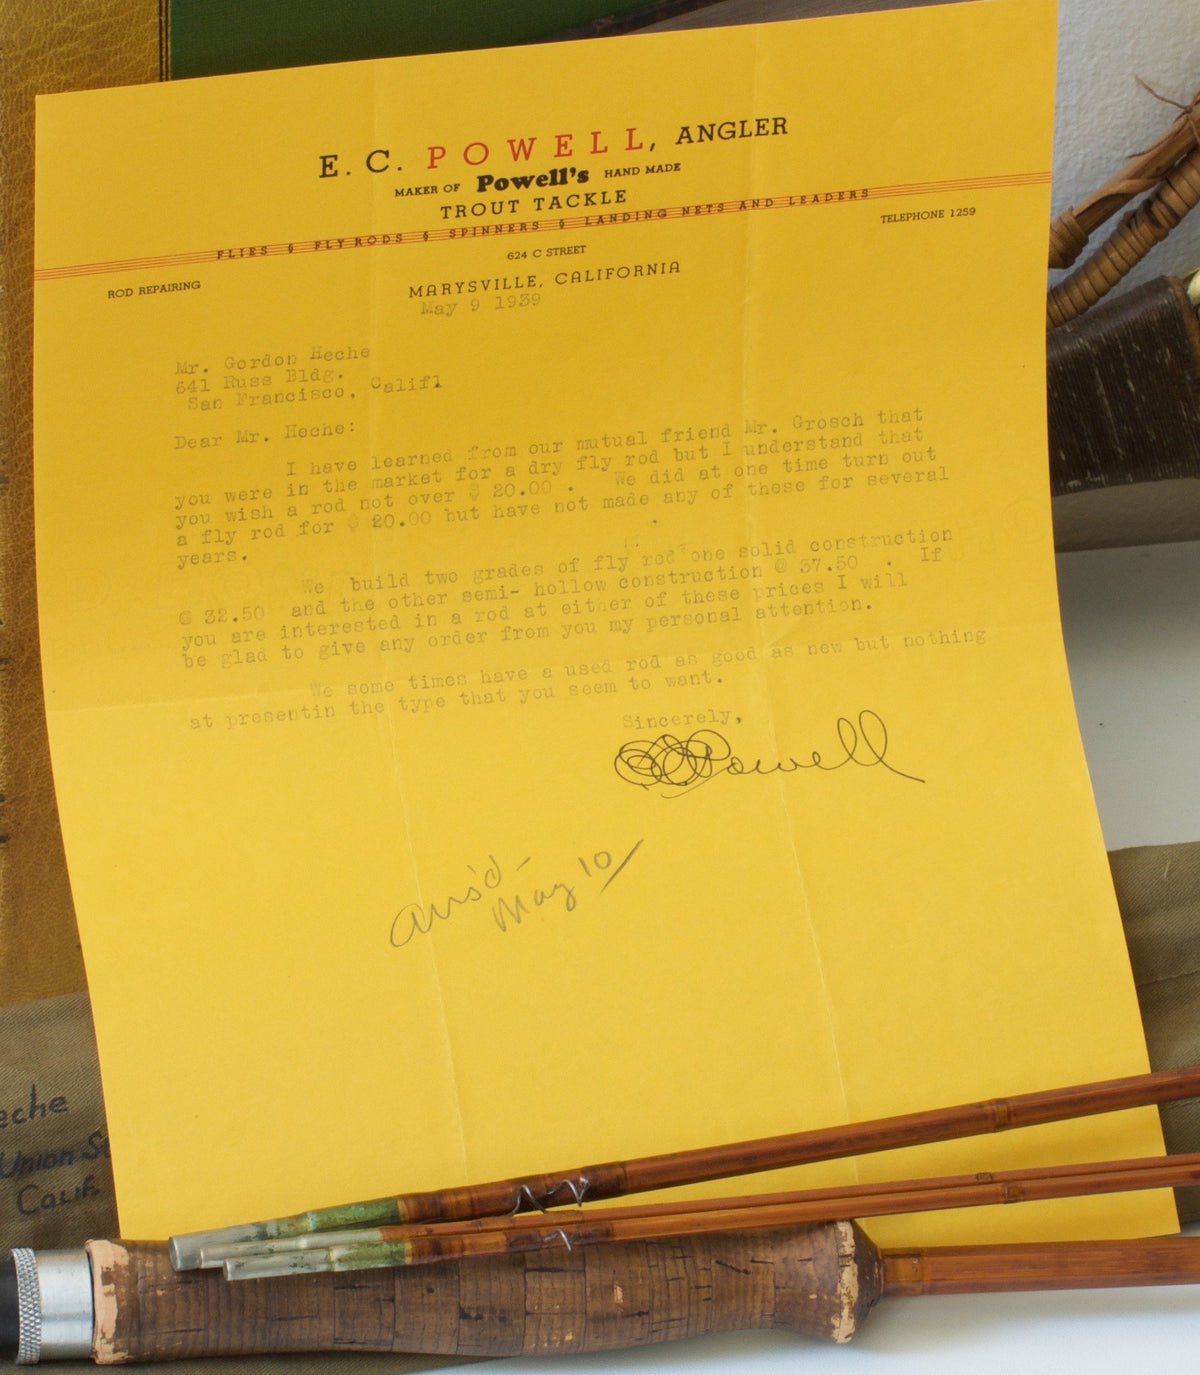 E. C. POWELL, ANGLER
MAKER OF Powell's HAND MADE
TROUT TACKLE
FLIES ◊ FLY RODS ◊ SPINNERS ◊ LANDING NETS AND LEADERS
TELEPHONE 1259
624 C STREET
ROD REPAIRING
MARYSVILLE, CALIFORNIA
May 9 1939
Mr. Gordon Heche
641 Russ Bldg.
San Francisco, Califl
Dear Mr. Heche:
I have learned from our mutual friend Mr. Grosch that
you were in the market for a dry fly rod but I understand that
you wish a rod not over $ 20.00 . We did at one time turn out
a fly rod for $ 20.00 but have not made any of these for several
years.
We build two grades of fly rod one solid construction
@ 32.50 and the other semi- hollow construction @ 37.50 . If
you are interested in a rod at either of these prices I will
be glad to give any order from you my personal attention.
We some times have a used rod as good as new but nothing
at presentin the type that you seem to want.
Sincerely,
E C Powell
Ans'd -
May 10
eche
Union St
CALIF.